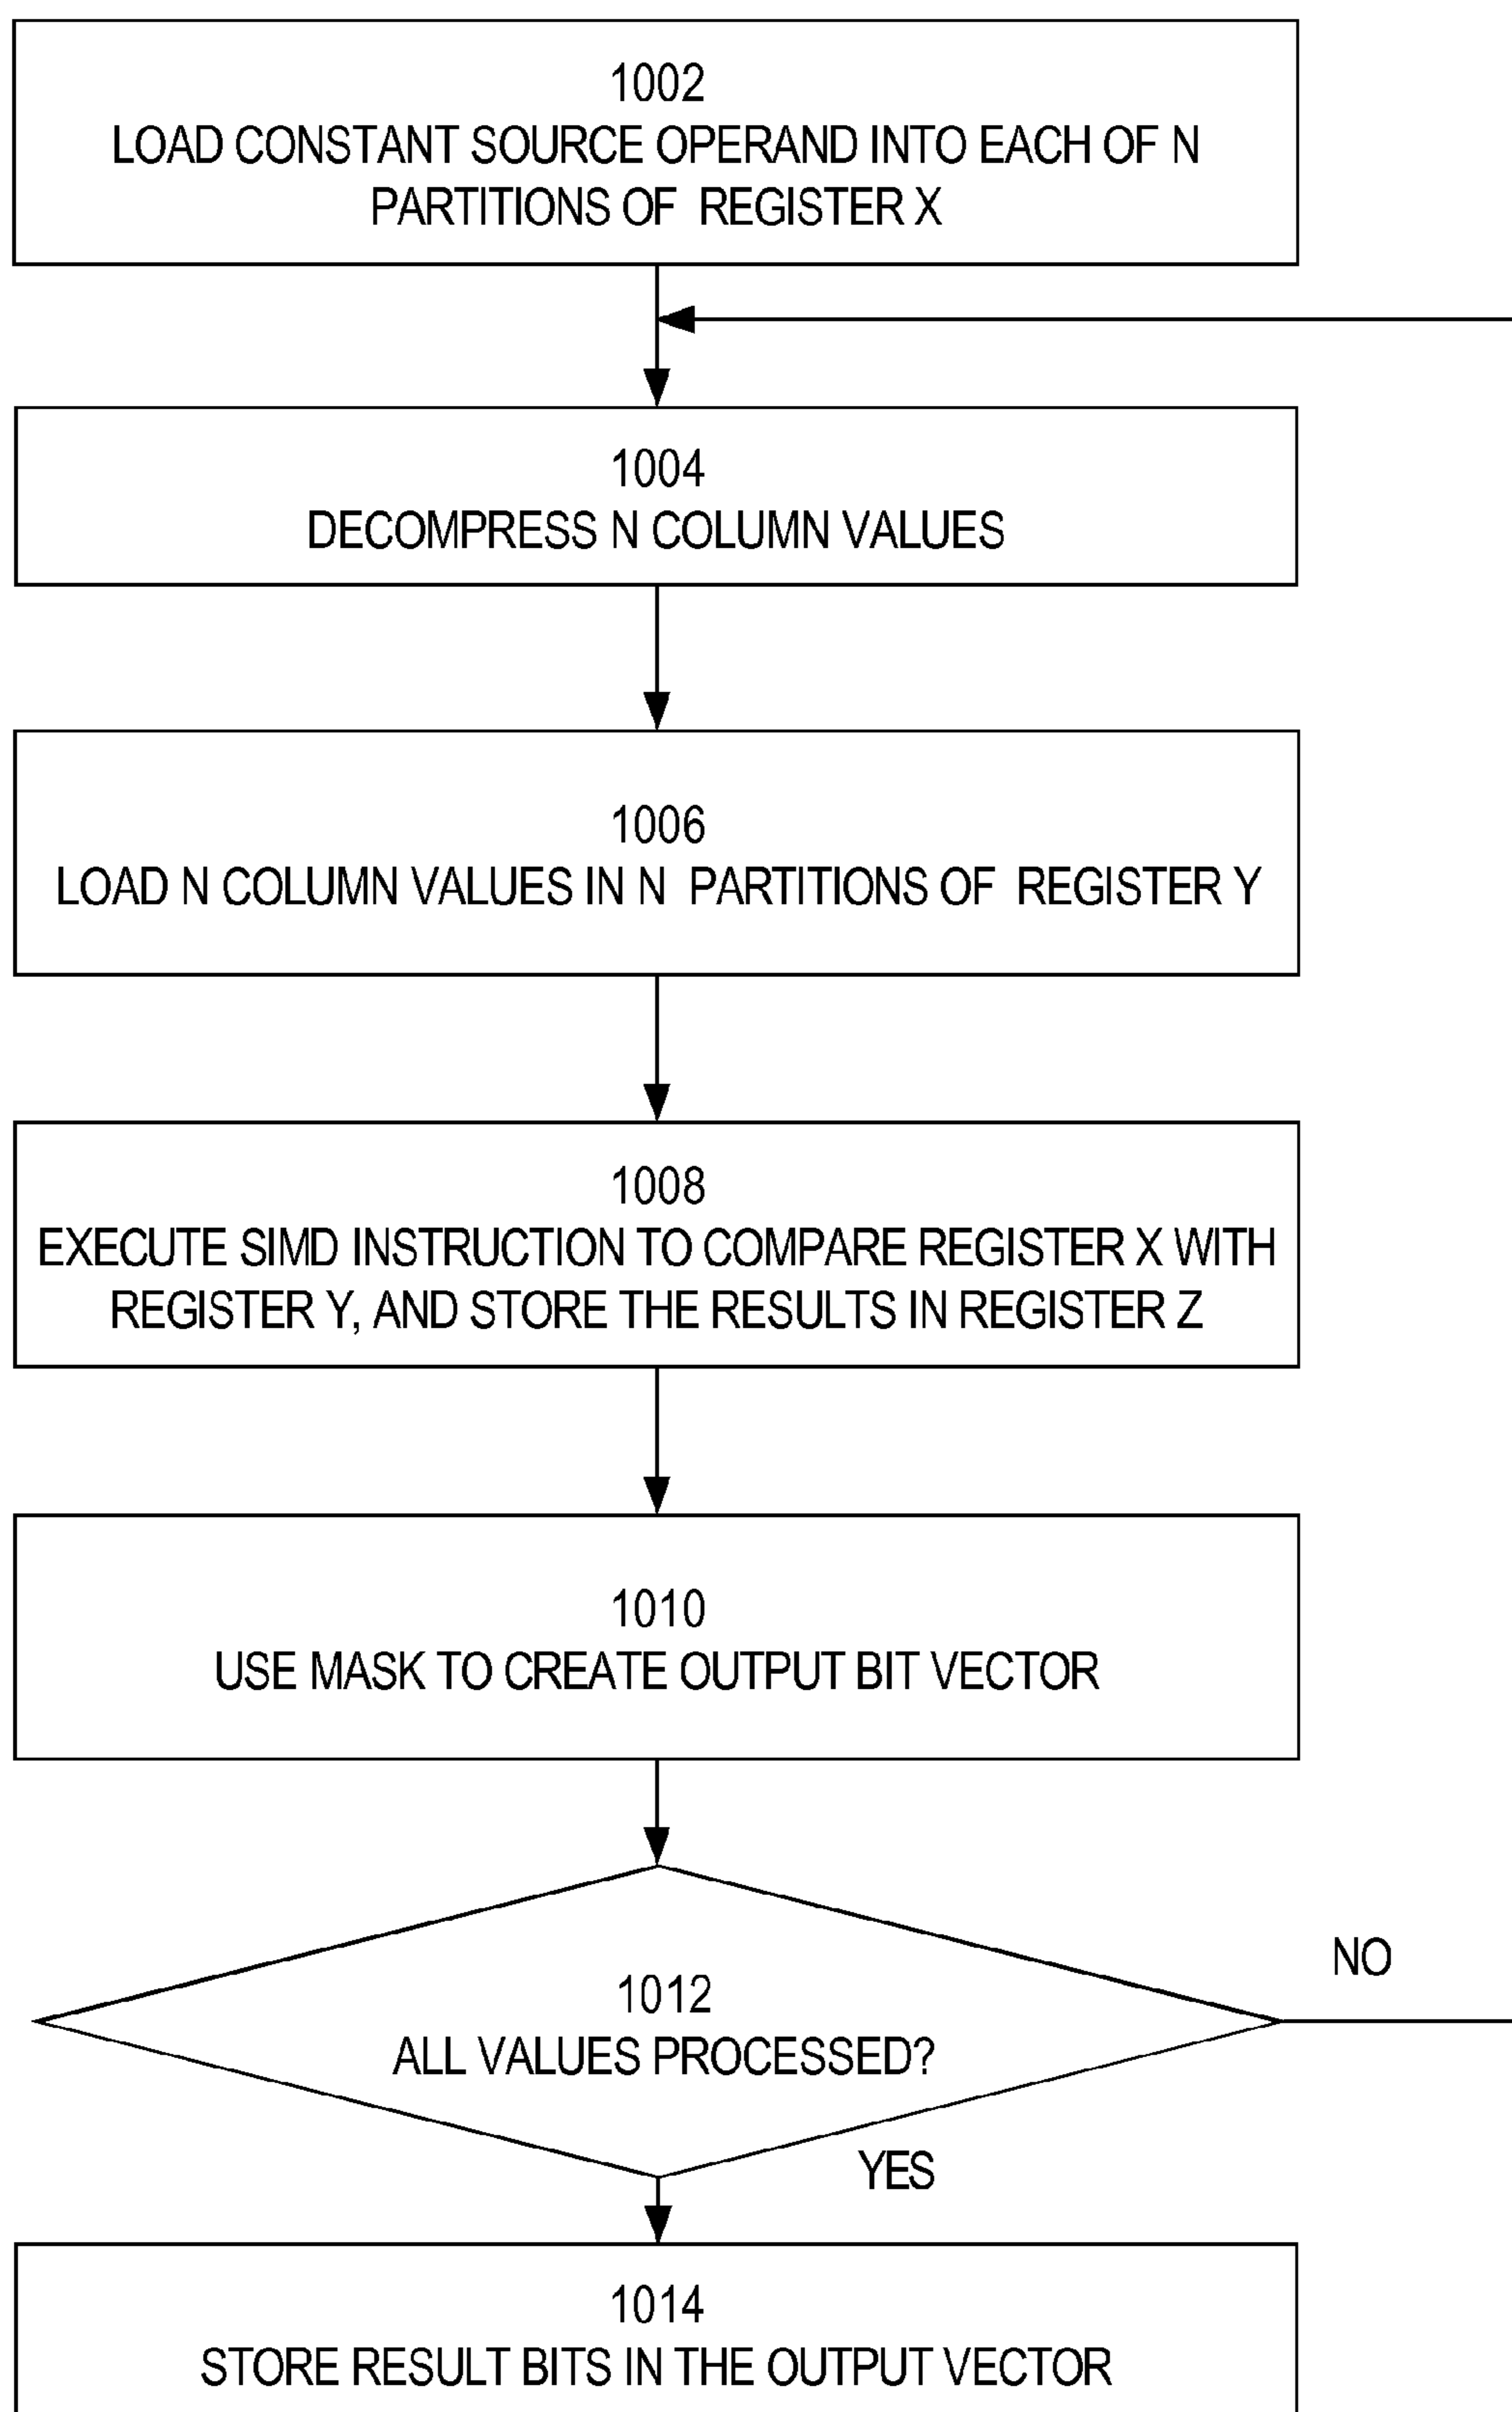 1002
LOAD CONSTANT SOURCE OPERAND INTO EACH OF N
PARTITIONS OF REGISTER X
1004
DECOMPRESS N COLUMN VALUES
1006
LOAD N COLUMN VALUES IN N PARTITIONS OF REGISTER Y
1008
EXECUTE SIMD INSTRUCTION TO COMPARE REGISTER X WITH
REGISTER Y, AND STORE THE RESULTS IN REGISTER Z
1010
USE MASK TO CREATE OUTPUT BIT VECTOR
NO
1012
ALL VALUES PROCESSED?
YES
1014
STORE RESULT BITS IN THE OUTPUT VECTOR